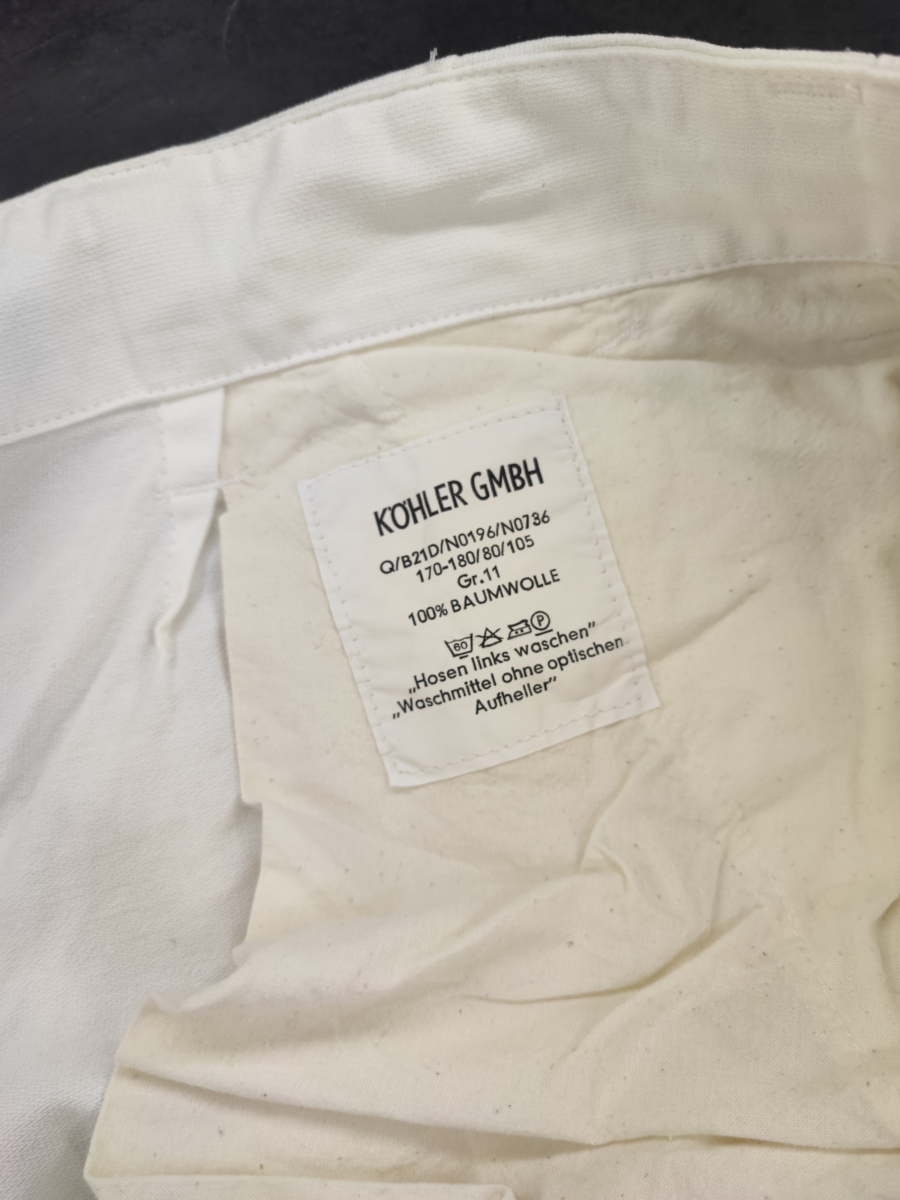 KÖHLER GMBH
Q/B21D/N0196/N0736
170-180/80/105
Gr.11
100% BAUMWOLLE
60 P
„Hosen links waschen”
„Waschmittel ohne optischen
Aufheller”